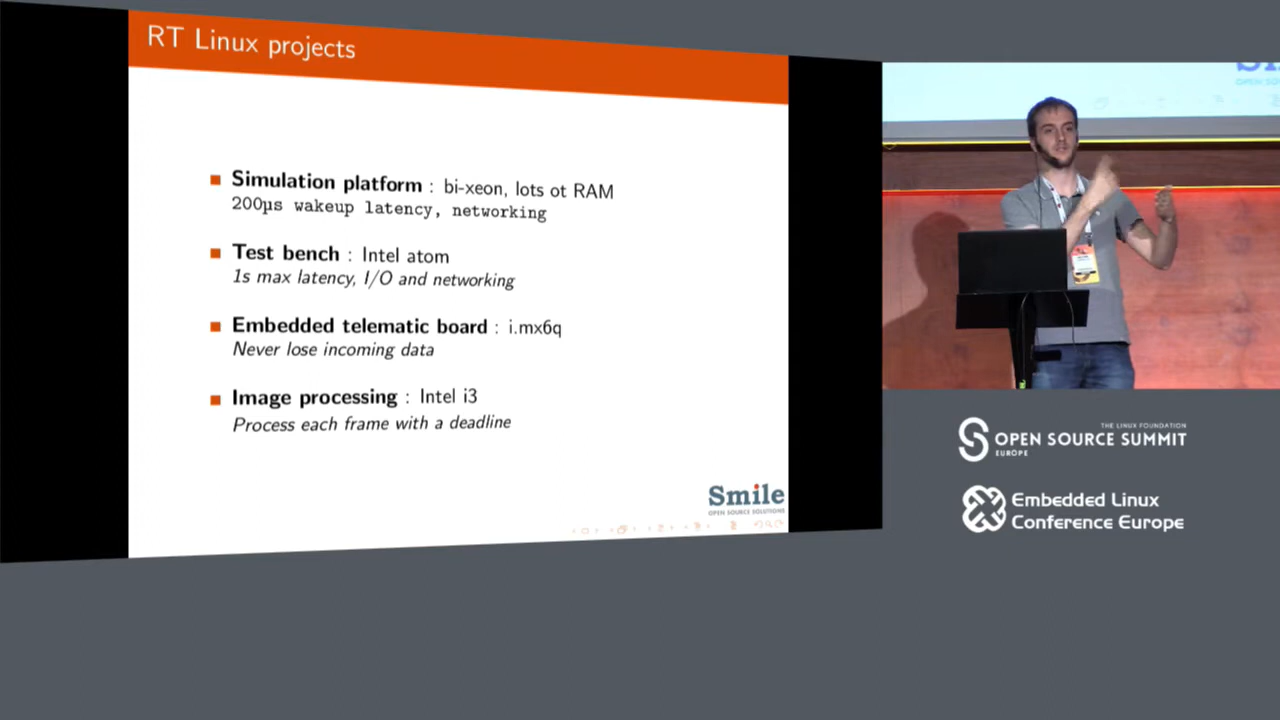 RT Linux projects
Simulation platform : bi-xeon, lots ot RAM
200µs wakeup latency, networking
Test bench : Intel atom
1s max latency, I/O and networking
Embedded telematic board : i.mx6q
Never lose incoming data
Image processing : Intel i3
Process each frame with a deadline
Smile
OPEN SOURCE SOLUTIONS
THE LINUX FOUNDATION
OPEN SOURCE SUMMIT
EUROPE
Embedded Linux
Conference Europe